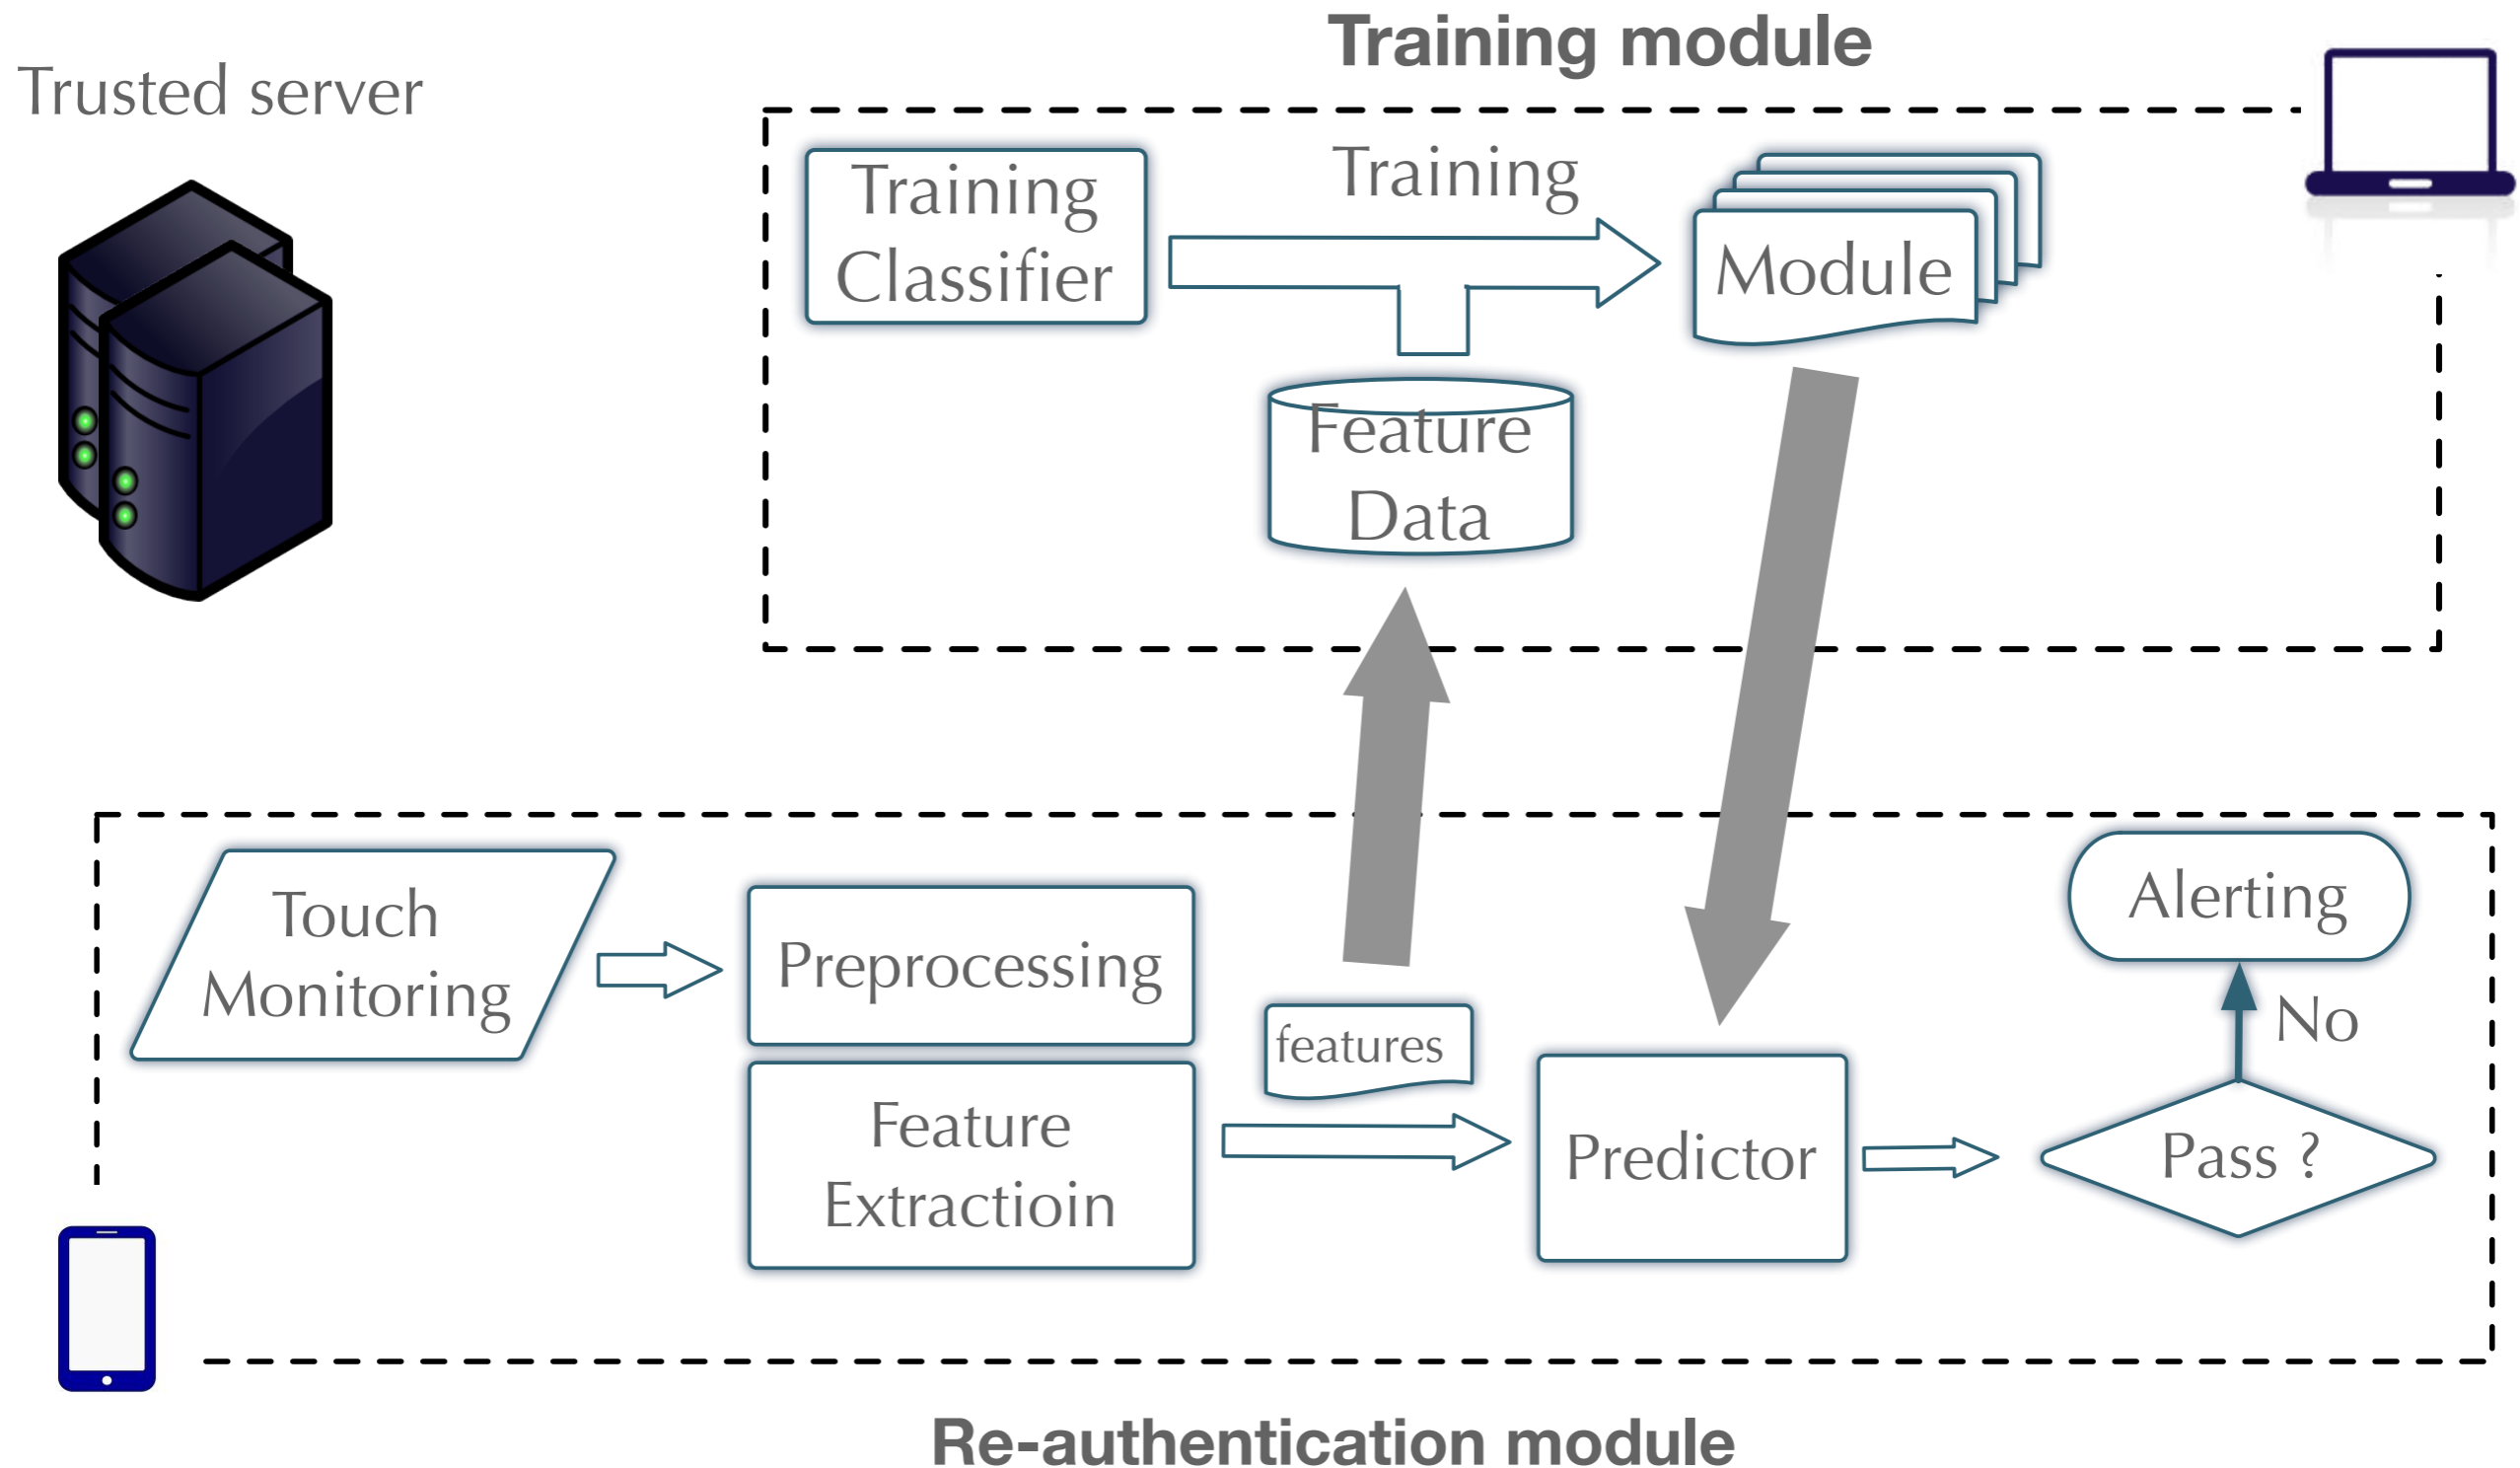 Training module
Trusted server
Training
Classifier
Training
Module
Feature
Data
Touch
Monitoring
Preprocessing
Feature
Extractioin
features
Predictor
Pass ?
No
Alerting
Re-authentication module